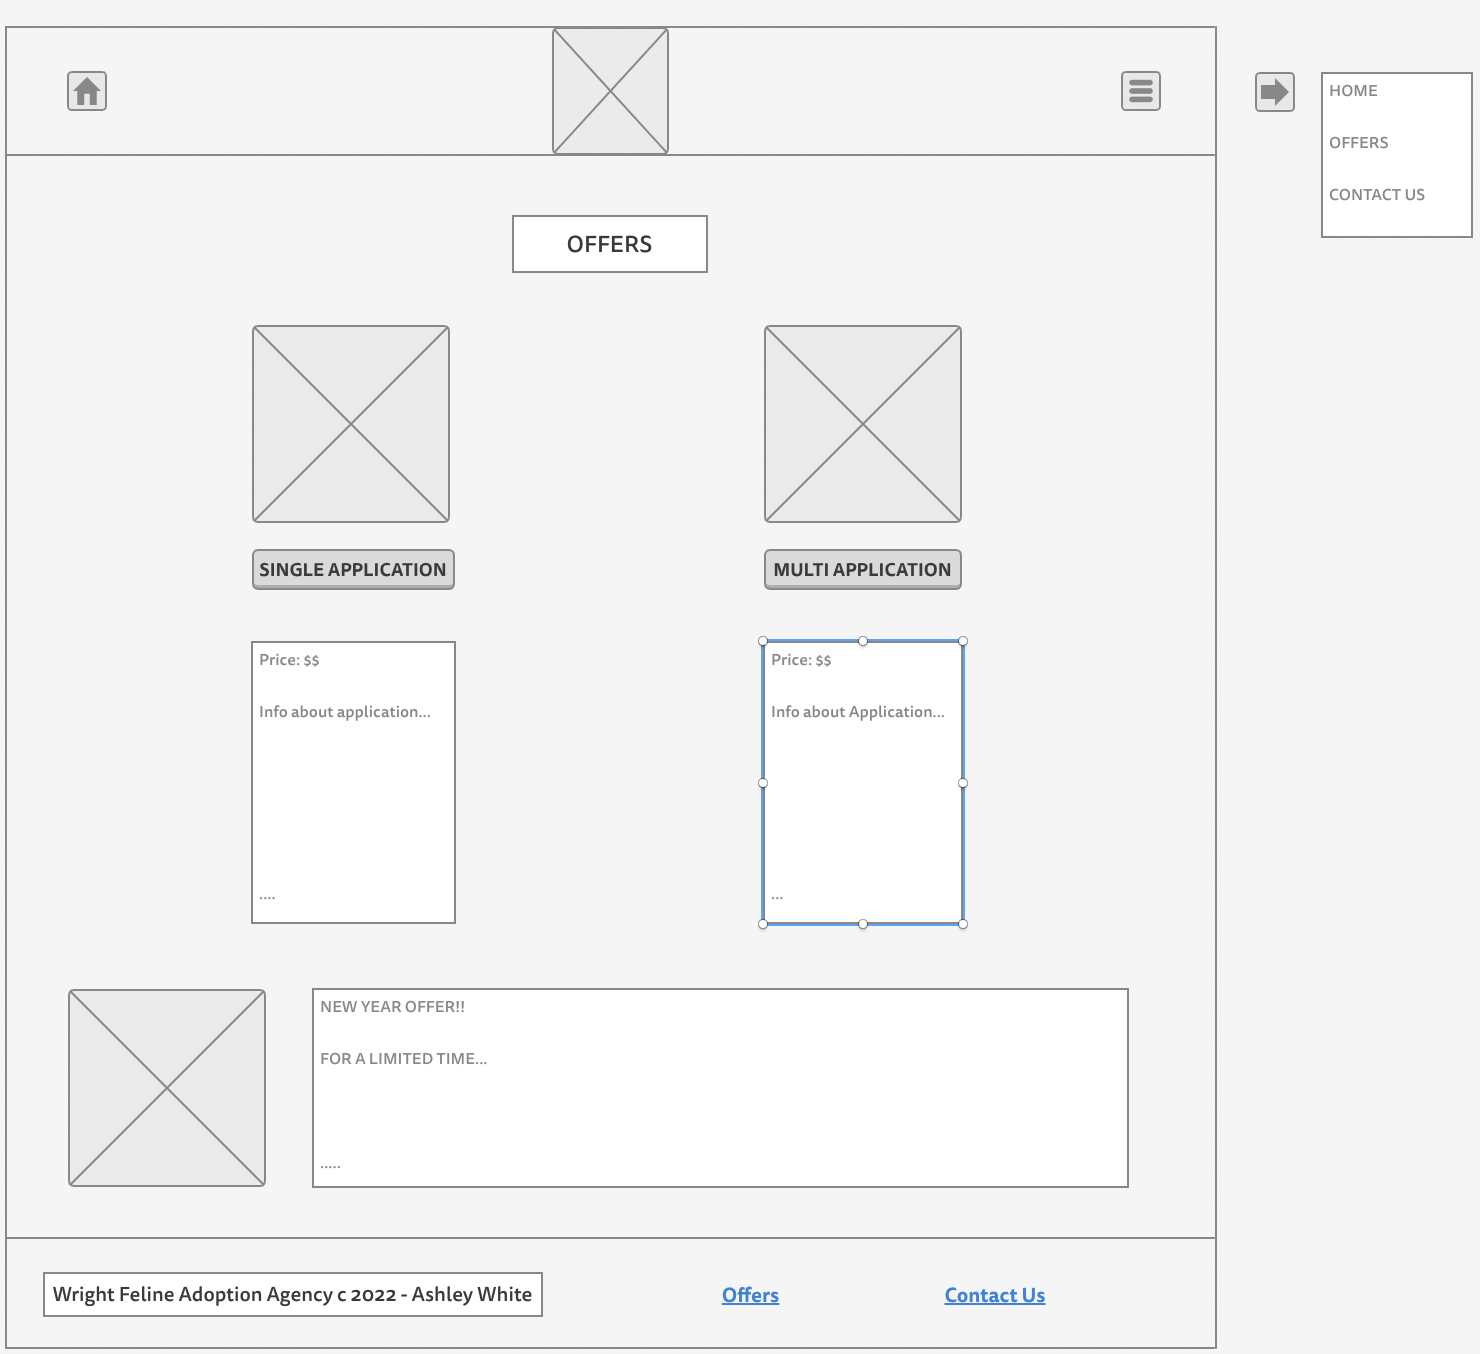 HOME
OFFERS
CONTACT US
OFFERS
SINGLE APPLICATION
MULTI APPLICATION
Price: $$
Info about application...
....
Price: $$
Info about Application...
...
NEW YEAR OFFER!!
FOR A LIMITED TIME...
.....
Wright Feline Adoption Agency c 2022 - Ashley White
Offers
Contact Us